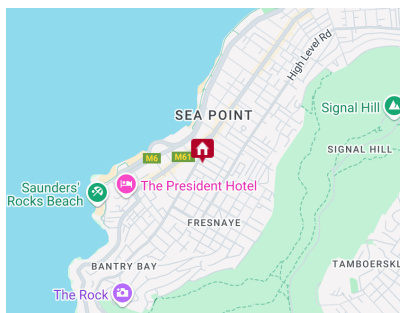 High Level Rd
SEA POINT
Signal Hill
SIGNAL HILL
M6
M61
The President Hotel
Saunders'
Rocks Beach
FRESNAYE
BANTRY BAY
TAMBOERSKL
The Rock